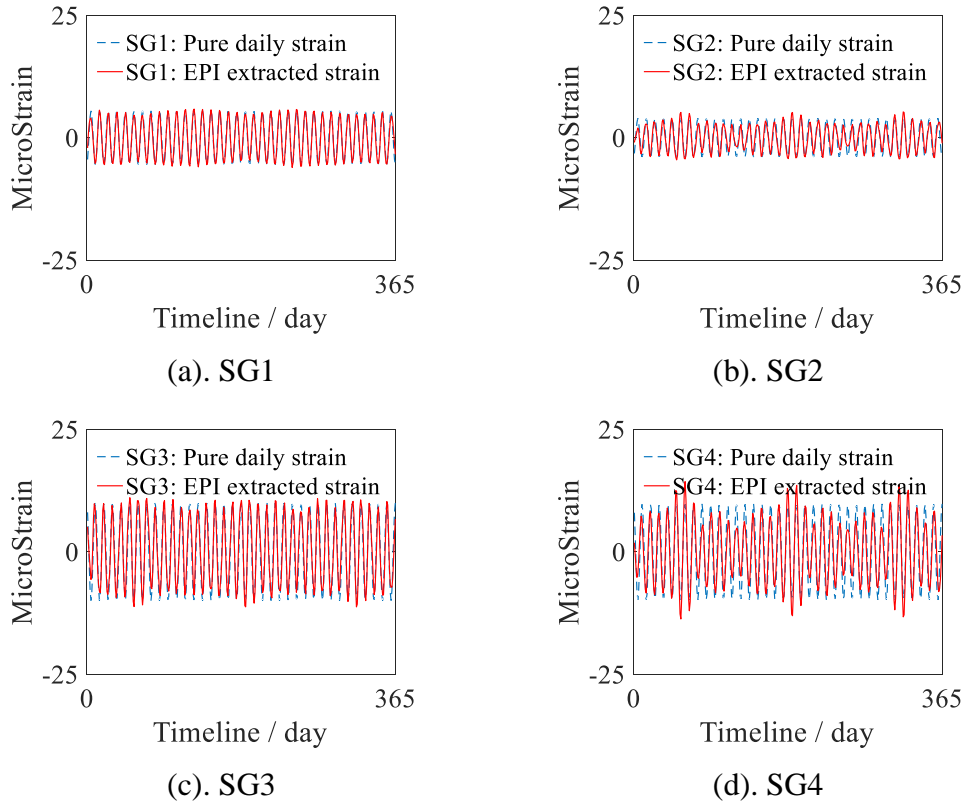 25
SG1: Pure daily strain
SG1: EPI extracted strain
0
-25
MicroStrain
0
365
Timeline / day
(a). SG1
25
SG2: Pure daily strain
SG2: EPI extracted strain
0
-25
MicroStrain
0
365
Timeline / day
(b). SG2
25
SG3: Pure daily strain
SG3: EPI extracted strain
0
-25
MicroStrain
0
365
Timeline / day
(c). SG3
25
SG4: Pure daily strain
SG4: EPI extracted strain
0
-25
MicroStrain
0
365
Timeline / day
(d). SG4